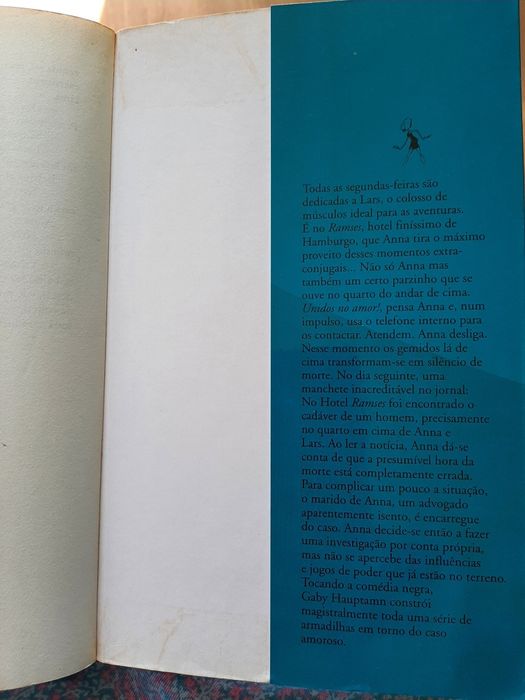 Todas as segundas-feiras são
dedicadas a Lars, o colosso de
músculos ideal para as aventuras.
É no Ramses, hotel finíssimo de
Hamburgo, que Anna tira o máximo
proveito desses momentos extra-
conjugais... Não só Anna mas
também um certo parzinho que se
ouve no quarto do andar de cima.
Unidos no amor!, pensa Anna e, num
impulso, usa o telefone interno para
os contactar. Atendem. Anna desliga.
Nesse momento os gemidos lá de
cima transformam-se em silêncio de
morte. No dia seguinte, uma
manchete inacreditável no jornal:
No Hotel Ramses foi encontrado o
cadáver de um homem, precisamente
no quarto em cima de Anna e
Lars. Ao ler a notícia, Anna dá-se
conta de que a presumível hora da
morte está completamente errada.
Para complicar um pouco a situação,
o marido de Anna, um advogado
aparentemente isento, é encarregue
do caso. Anna decide-se então a fazer
uma investigação por conta própria,
mas não se apercebe das influências
e jogos de poder que já estão no terreno.
Tocando a comédia negra,
Gaby Hauptamn constrói
magistralmente toda uma série de
armadilhas em torno do caso
amoroso.